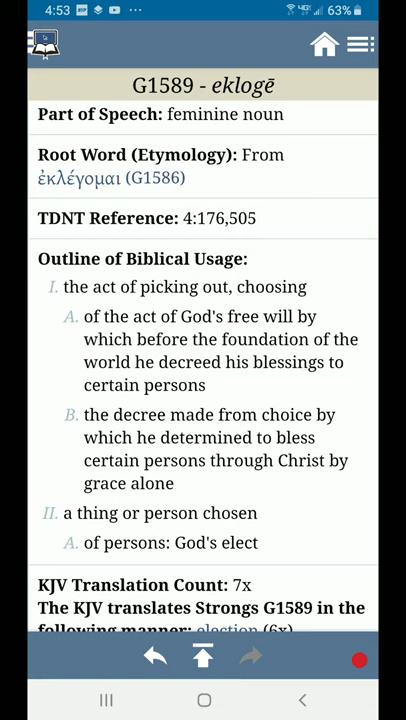 4:53
63%
G1589 - eklogē
Part of Speech: feminine noun
Root Word (Etymology): From
ἐκλέγομαι (G1586)
TDNT Reference: 4:176,505
Outline of Biblical Usage:
I. the act of picking out, choosing
A. of the act of God's free will by
which before the foundation of the
world he decreed his blessings to
certain persons
B. the decree made from choice by
which he determined to bless
certain persons through Christ by
grace alone
II. a thing or person chosen
A. of persons: God's elect
KJV Translation Count: 7x
The KJV translates Strongs G1589 in the
following manner: election (6x)